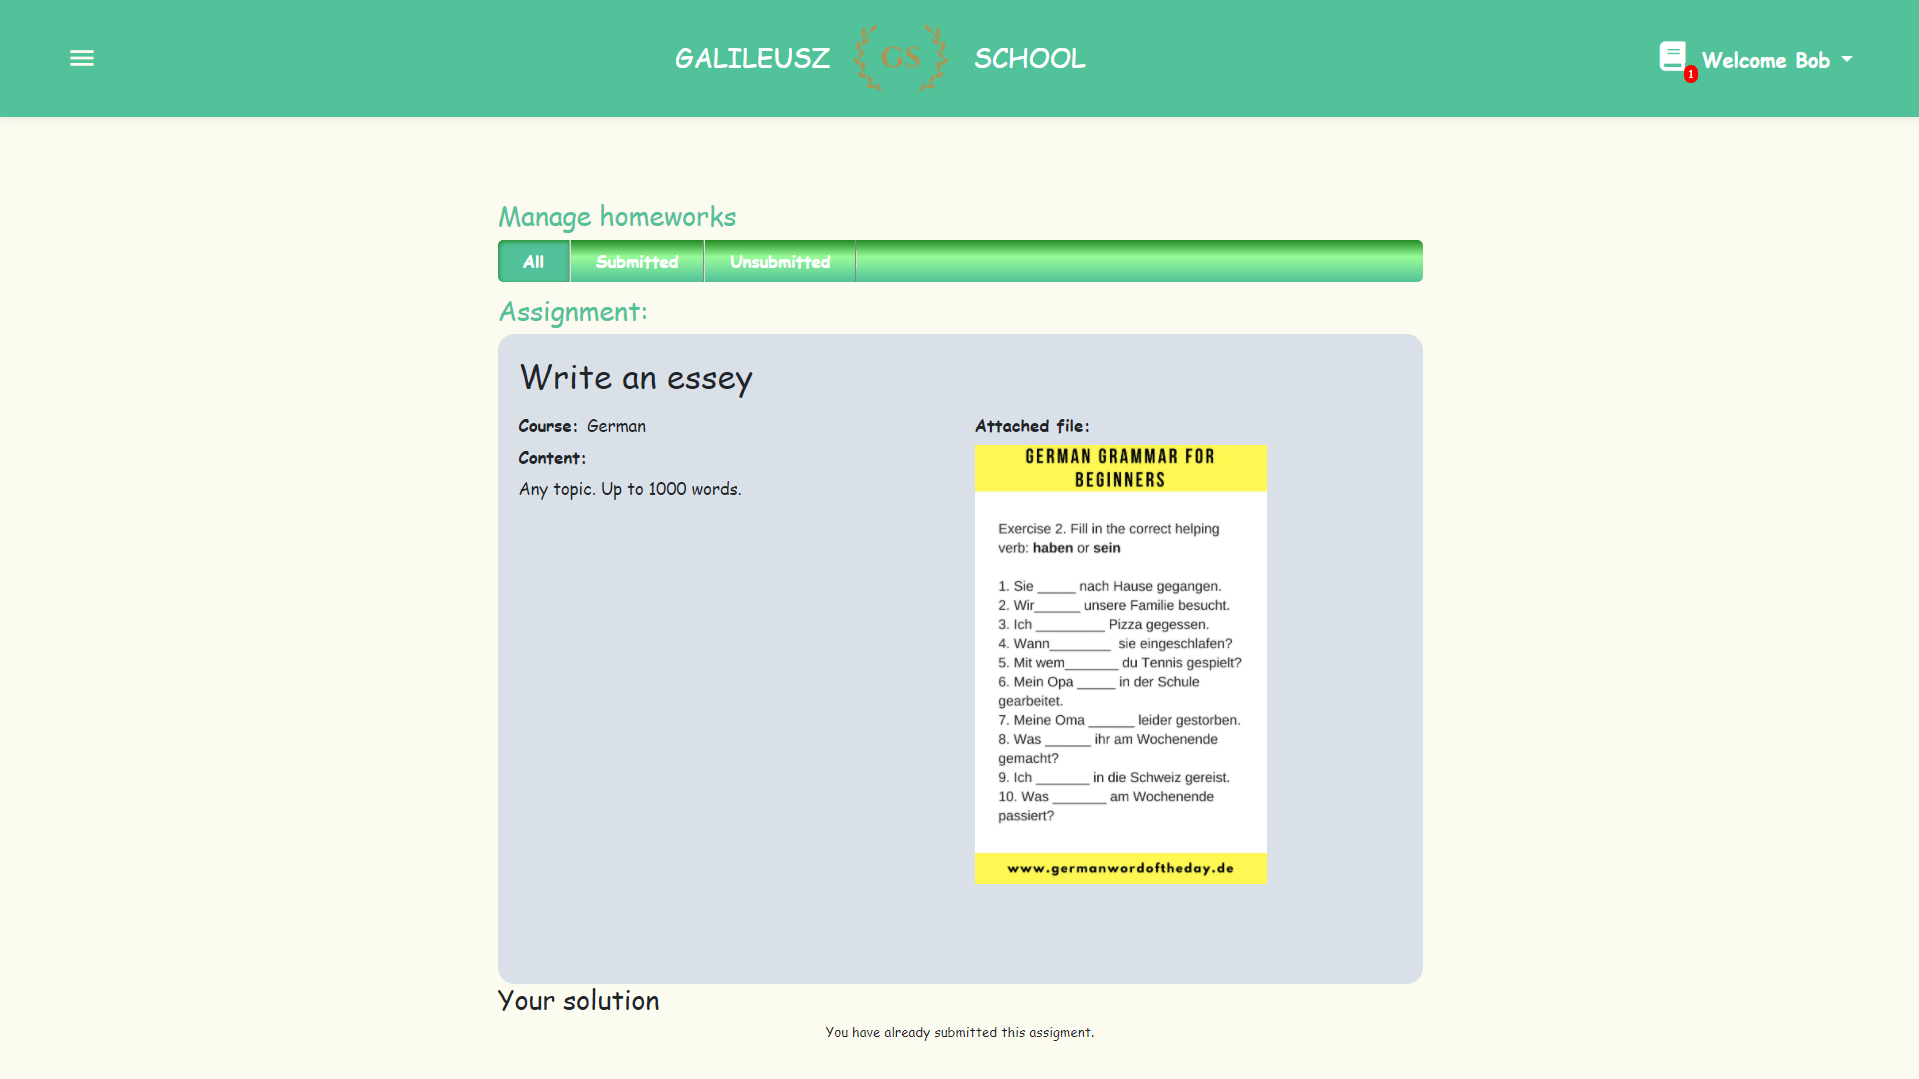 GALILEUSZ GS SCHOOL
1
Welcome Bob
Manage homeworks
All Submitted Unsubmitted
Assignment:
Write an essey
Course: German
Content:
Any topic. Up to 1000 words.
Attached file:
GERMAN GRAMMAR FOR
BEGINNERS
Exercise 2. Fill in the correct helping
verb: haben or sein
1. Sie _____ nach Hause gegangen.
2. Wir______ unsere Familie besucht.
3. Ich _________ Pizza gegessen.
4. Wann________ sie eingeschlafen?
5. Mit wem_______ du Tennis gespielt?
6. Mein Opa _____ in der Schule
gearbeitet.
7. Meine Oma ______ leider gestorben.
8. Was ______ ihr am Wochenende
gemacht?
9. Ich _______ in die Schweiz gereist.
10. Was _______ am Wochenende
passiert?
www.germanwordoftheday.de
Your solution
You have already submitted this assigment.